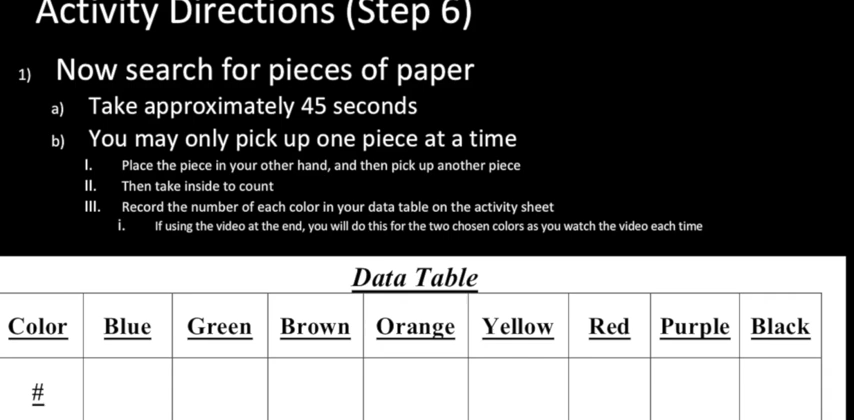 Activity Directions (Step 6)
1) Now search for pieces of paper
a) Take approximately 45 seconds
b) You may only pick up one piece at a time
I. Place the piece in your other hand, and then pick up another piece
II. Then take inside to count
III. Record the number of each color in your data table on the activity sheet
i. If using the video at the end, you will do this for the two chosen colors as you watch the video each time
Data Table
Color Blue Green Brown Orange Yellow Red Purple Black
#